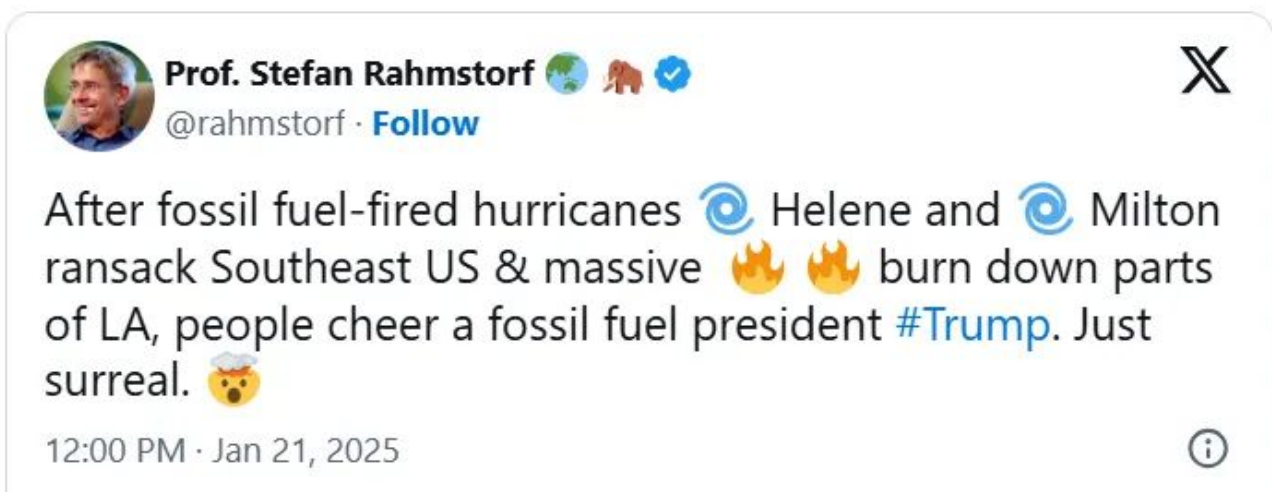 Prof. Stefan Rahmstorf 🌏 🦣
@rahmstorf · Follow
After fossil fuel-fired hurricanes 🌀 Helene and 🌀 Milton
ransack Southeast US & massive 🔥 🔥 burn down parts
of LA, people cheer a fossil fuel president #Trump. Just
surreal. 🤯
12:00 PM · Jan 21, 2025